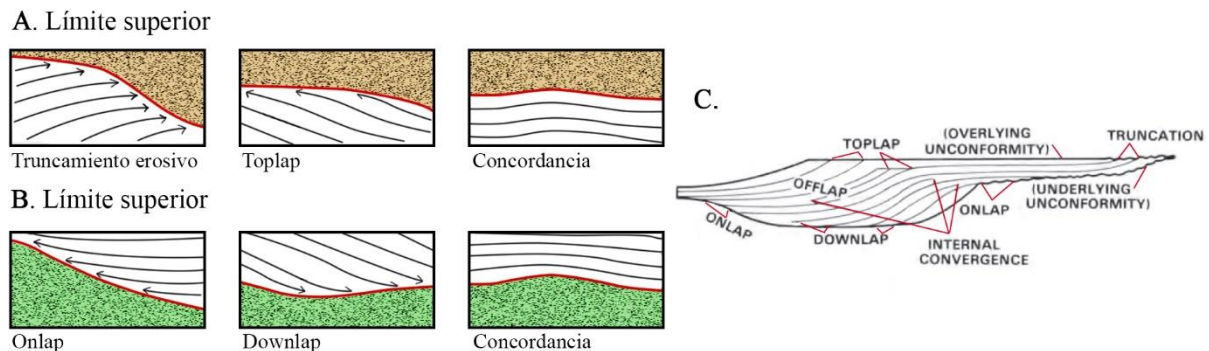 A. Límite superior
Truncamiento erosivo
Toplap
Concordancia
B. Límite superior
Onlap
Downlap
Concordancia
C.
TOPLAP
(OVERLYING
UNCONFORMITY)
TRUNCATION
OFFLAP
ONLAP
DOWNLAP
INTERNAL
CONVERGENCE
ONLAP
(UNDERLYING
UNCONFORMITY)